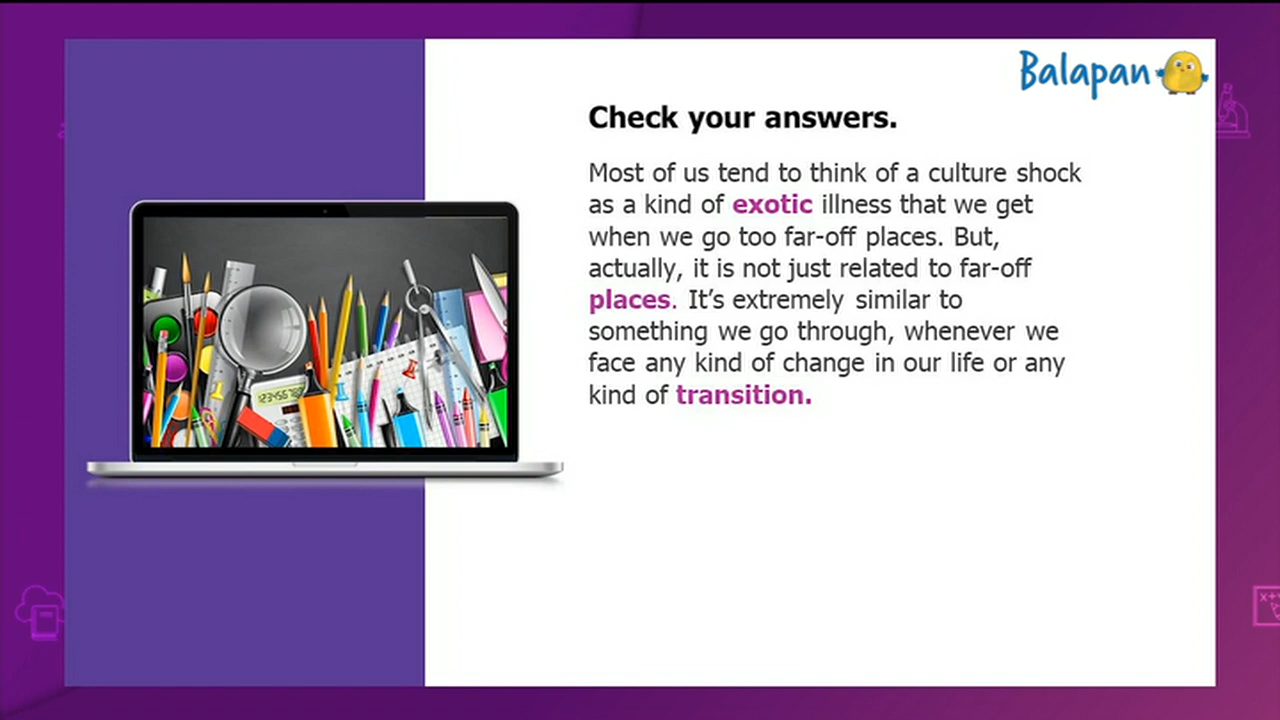 Balapan
Check your answers.
Most of us tend to think of a culture shock
as a kind of exotic illness that we get
when we go too far-off places. But,
actually, it is not just related to far-off
places. It’s extremely similar to
something we go through, whenever we
face any kind of change in our life or any
kind of transition.